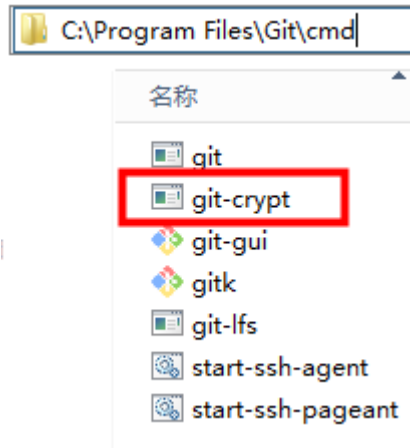 C:\Program Files\Git\cmd
名称
git
git-crypt
git-gui
gitk
git-lfs
start-ssh-agent
start-ssh-pageant